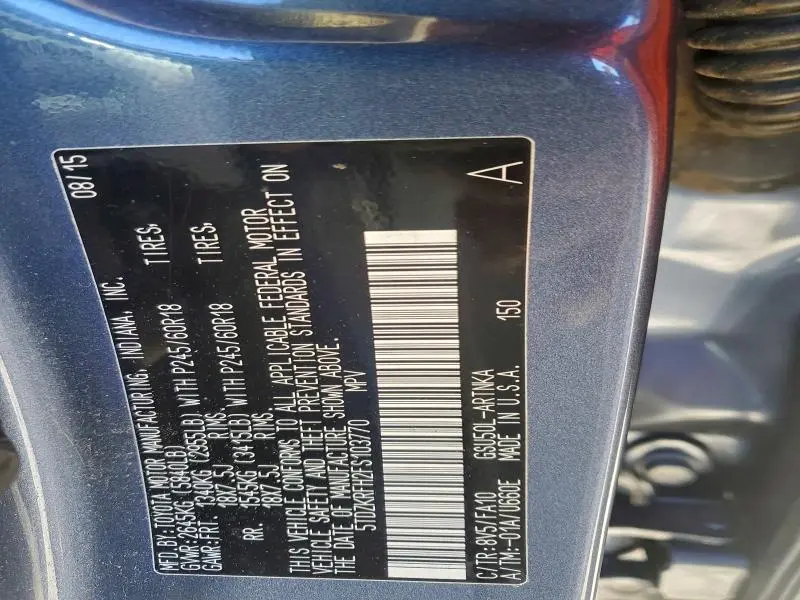 MFD.BY:TOYOTA MOTOR MANUFACTURING, INDIANA, INC. 08/15
GVWR:2645KG (5840LB)
GAWR:FRT. 1340KG (2955LB) WITH P245/60R18 TIRES,
18X7.5J RIMS.
RR. 1545KG (3415LB) WITH P245/60R18 TIRES,
18X7.5J RIMS.
THIS VEHICLE CONFORMS TO ALL APPLICABLE FEDERAL MOTOR
VEHICLE SAFETY AND THEFT PREVENTION STANDARDS IN EFFECT ON
THE DATE OF MANUFACTURE SHOWN ABOVE.
5TDZKRFH2FS103770 MPV
C/TR:8V5/FA10 GSU50L-ARTNKA
A/TM:-01A/U660E MADE IN U.S.A. 150 A